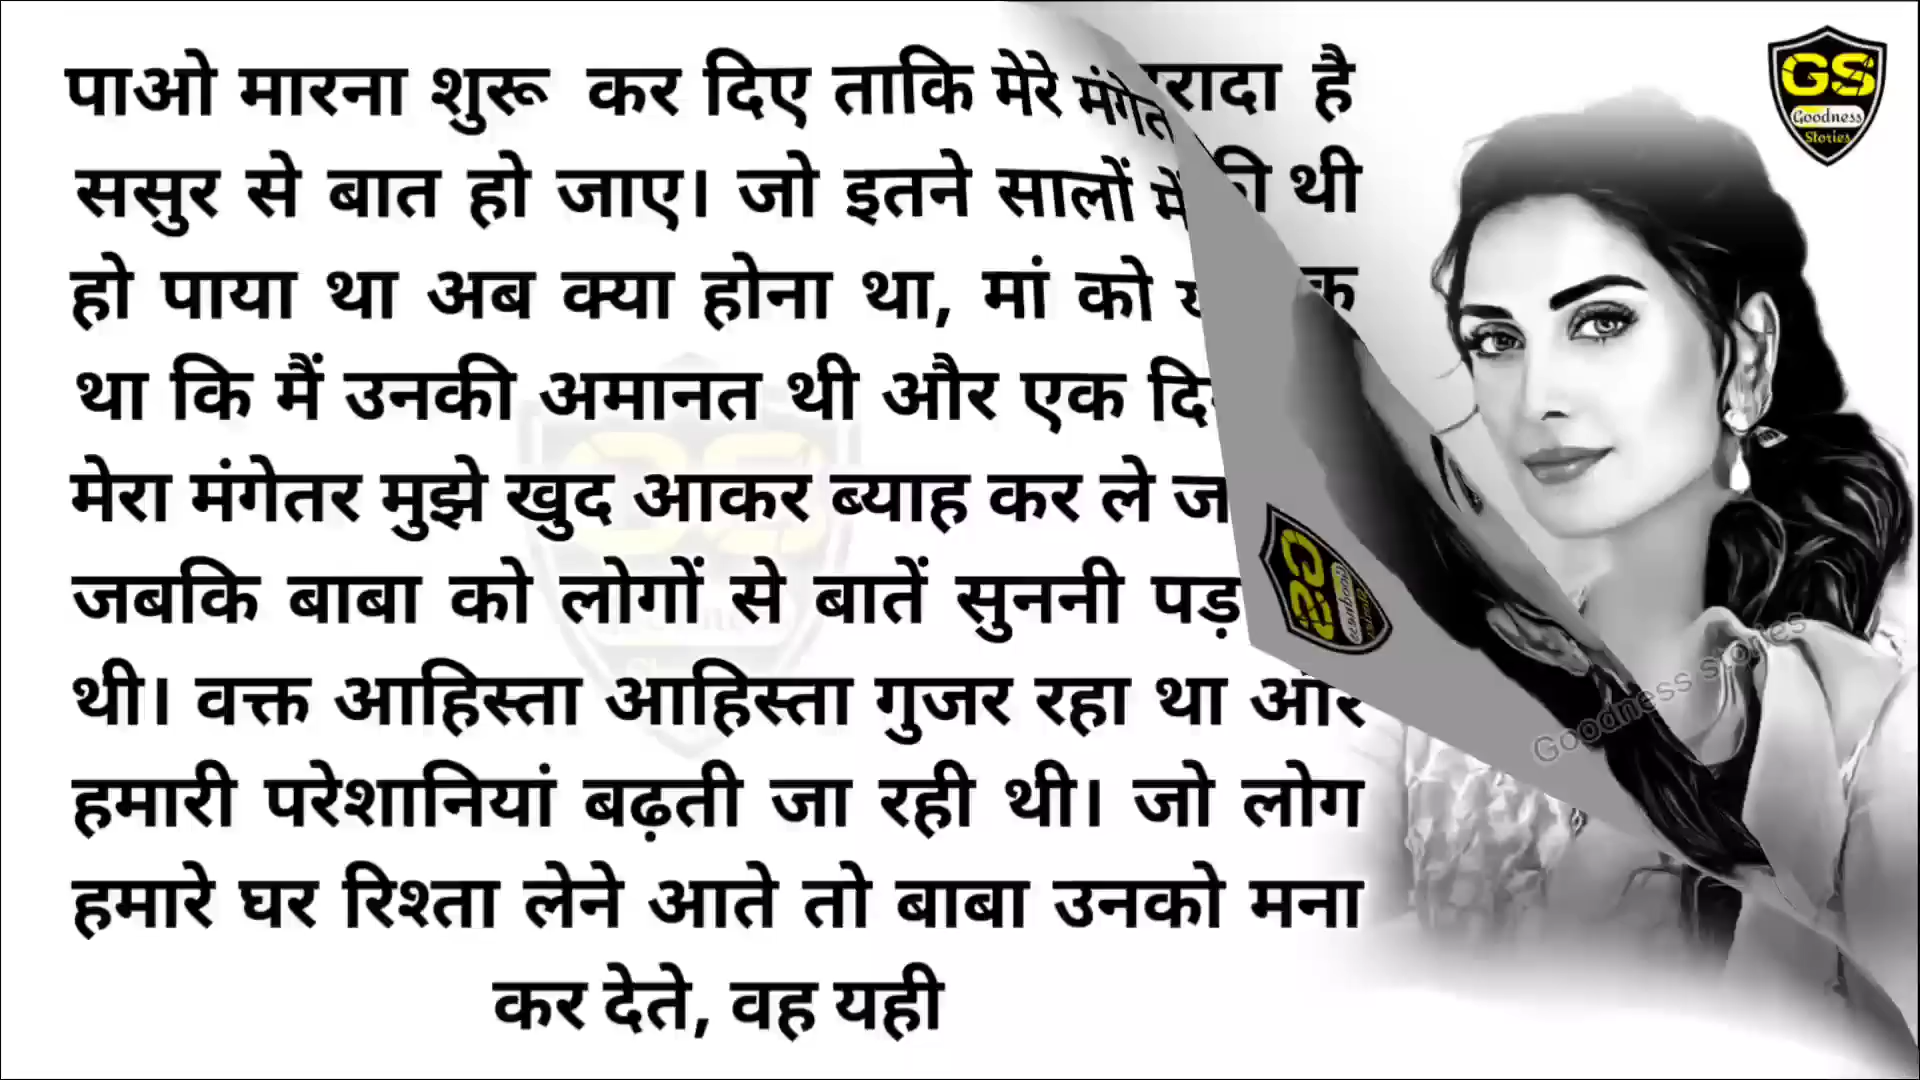 पाओ मारना शुरू कर दिए ताकि मेरे
ससुर से बात हो जाए। जो इतने सालों में थी
हो पाया था अब क्या होना था, मां को
था कि मैं उनकी अमानत थी और एक
मेरा मंगेतर मुझे खुद आकर ब्याह कर ले
जबकि बाबा को लोगों से बातें सुननी
थी। वक्त आहिस्ता आहिस्ता गुजर रहा था और
हमारी परेशानियां बढ़ती जा रही थी। जो लोग
हमारे घर रिश्ता लेने आते तो बाबा उनको मना
कर देते, वह यही
GS
Goodness
Stories
Goodness stories